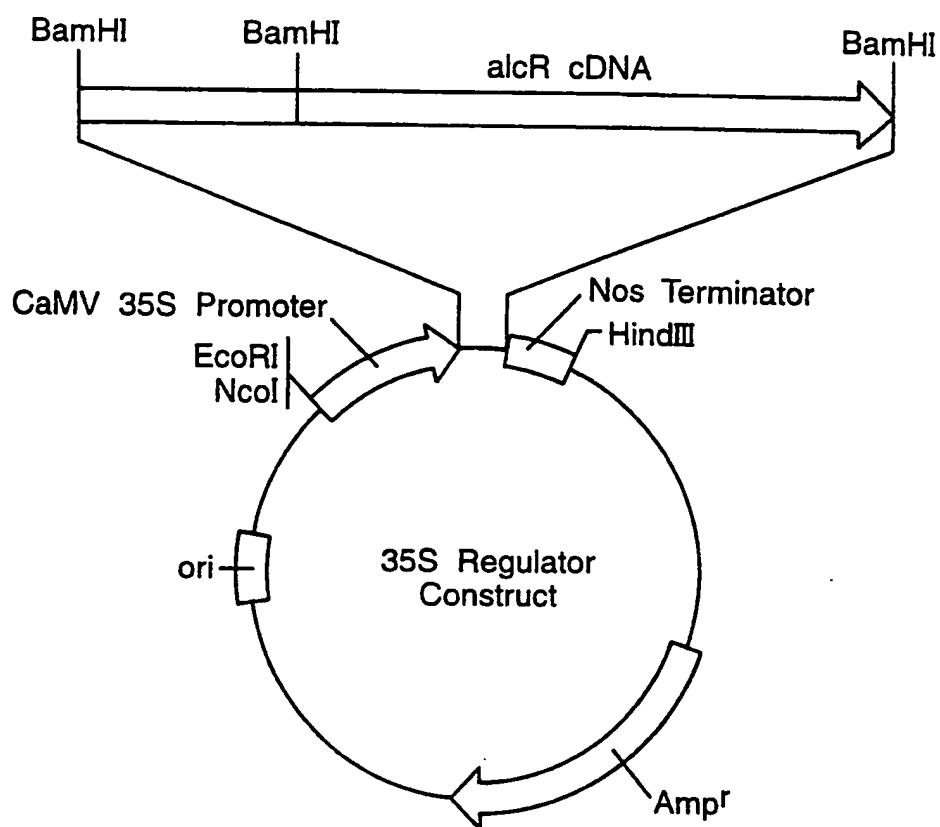 BamHI
BamHI
BamHI
alcR cDNA
CaMV 35S Promoter
Nos Terminator
HindIII
EcoRI
NcoI
ori
35S Regulator
Construct
Ampr